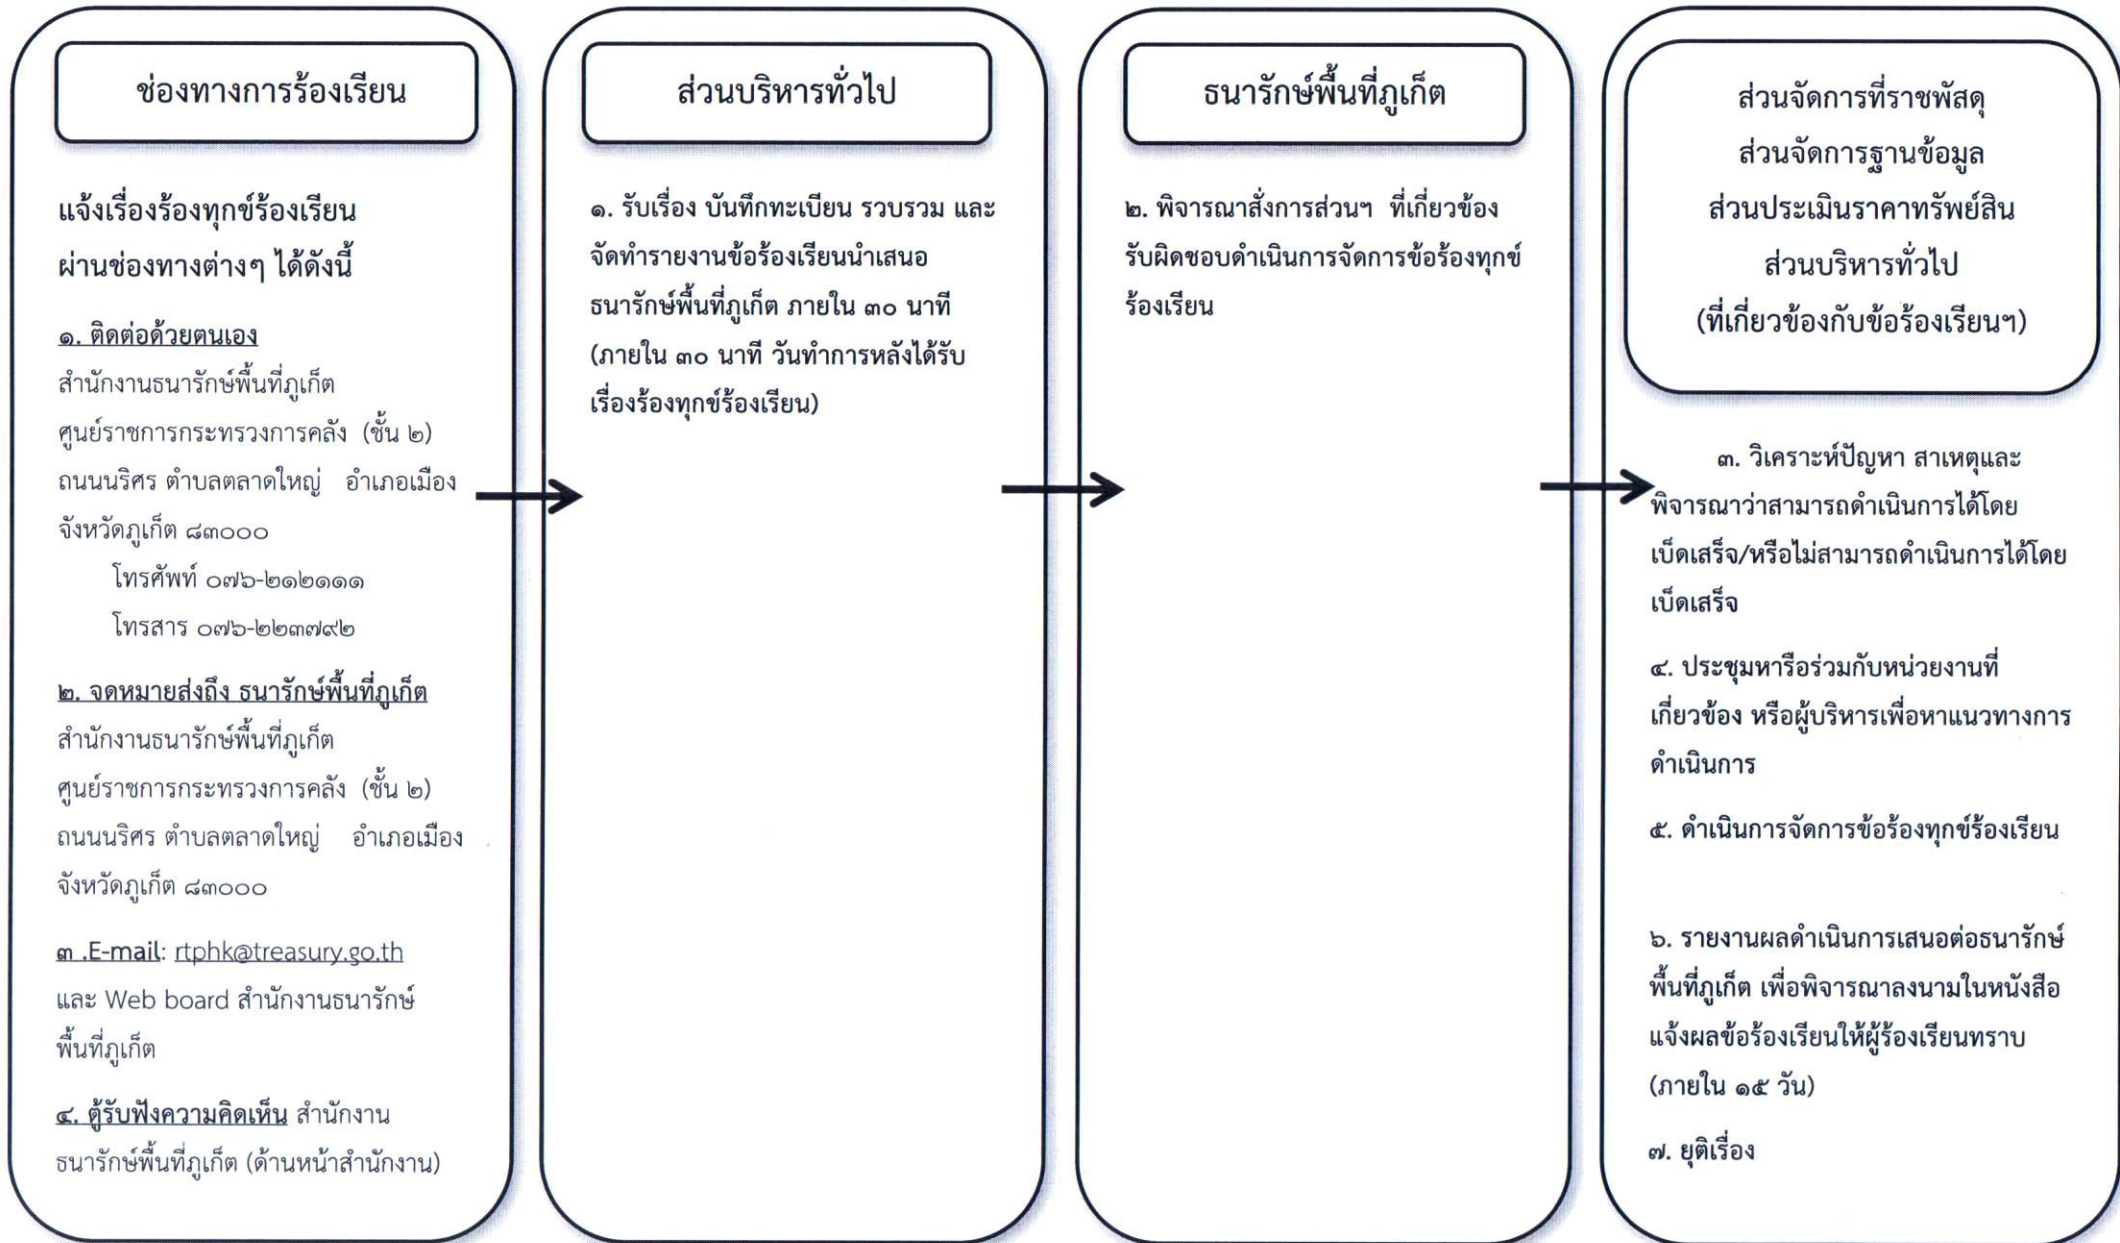 ช่องทางการร้องเรียน
แจ้งเรื่องร้องทุกข์ร้องเรียน
ผ่านช่องทางต่างๆ ได้ดังนี้
๑. ติดต่อด้วยตนเอง
สำนักงานธนารักษ์พื้นที่ภูเก็ต
ศูนย์ราชการกระทรวงการคลัง (ชั้น ๒)
ถนนนริศร ตำบลตลาดใหญ่ อำเภอเมือง
จังหวัดภูเก็ต ๘๓๐๐๐
โทรศัพท์ ๐๗๖-๒๑๒๑๑๑
โทรสาร ๐๗๖-๒๒๓๗๙๒
๒. จดหมายส่งถึง ธนารักษ์พื้นที่ภูเก็ต
สำนักงานธนารักษ์พื้นที่ภูเก็ต
ศูนย์ราชการกระทรวงการคลัง (ชั้น ๒)
ถนนนริศร ตำบลตลาดใหญ่ อำเภอเมือง
จังหวัดภูเก็ต ๘๓๐๐๐
๓ .E-mail: rtphk@treasury.go.th
และ Web board สำนักงานธนารักษ์
พื้นที่ภูเก็ต
๔. ตู้รับฟังความคิดเห็น สำนักงาน
ธนารักษ์พื้นที่ภูเก็ต (ด้านหน้าสำนักงาน)
ส่วนบริหารทั่วไป
๑. รับเรื่อง บันทึกทะเบียน รวบรวม และ
จัดทำรายงานข้อร้องเรียนนำเสนอ
ธนารักษ์พื้นที่ภูเก็ต ภายใน ๓๐ นาที
(ภายใน ๓๐ นาที วันทำการหลังได้รับ
เรื่องร้องทุกข์ร้องเรียน)
ธนารักษ์พื้นที่ภูเก็ต
๒. พิจารณาสั่งการส่วนฯ ที่เกี่ยวข้อง
รับผิดชอบดำเนินการจัดการข้อร้องทุกข์
ร้องเรียน
ส่วนจัดการที่ราชพัสดุ
ส่วนจัดการฐานข้อมูล
ส่วนประเมินราคาทรัพย์สิน
ส่วนบริหารทั่วไป
(ที่เกี่ยวข้องกับข้อร้องเรียนฯ)
๓. วิเคราะห์ปัญหา สาเหตุและ
พิจารณาว่าสามารถดำเนินการได้โดย
เบ็ดเสร็จ/หรือไม่สามารถดำเนินการได้โดย
เบ็ดเสร็จ
๔. ประชุมหารือร่วมกับหน่วยงานที่
เกี่ยวข้อง หรือผู้บริหารเพื่อหาแนวทางการ
ดำเนินการ
๕. ดำเนินการจัดการข้อร้องทุกข์ร้องเรียน
๖. รายงานผลดำเนินการเสนอต่อธนารักษ์
พื้นที่ภูเก็ต เพื่อพิจารณาลงนามในหนังสือ
แจ้งผลข้อร้องเรียนให้ผู้ร้องเรียนทราบ
(ภายใน ๑๕ วัน)
๗. ยุติเรื่อง